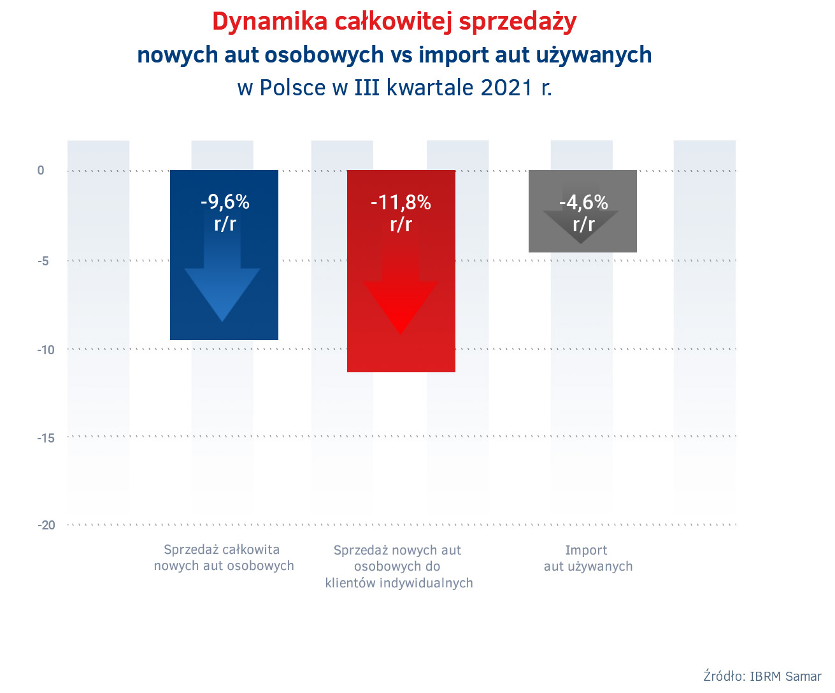 Dynamika całkowitej sprzedaży
nowych aut osobowych vs import aut używanych
w Polsce w III kwartale 2021 r.
0
-5
-10
-15
-20
-9,6%
r/r
-11,8%
r/r
-4,6%
r/r
Sprzedaż całkowita
nowych aut osobowych
Sprzedaż nowych aut
osobowych do
klientów indywidualnych
Import
aut używanych
Źródło: IBRM Samar